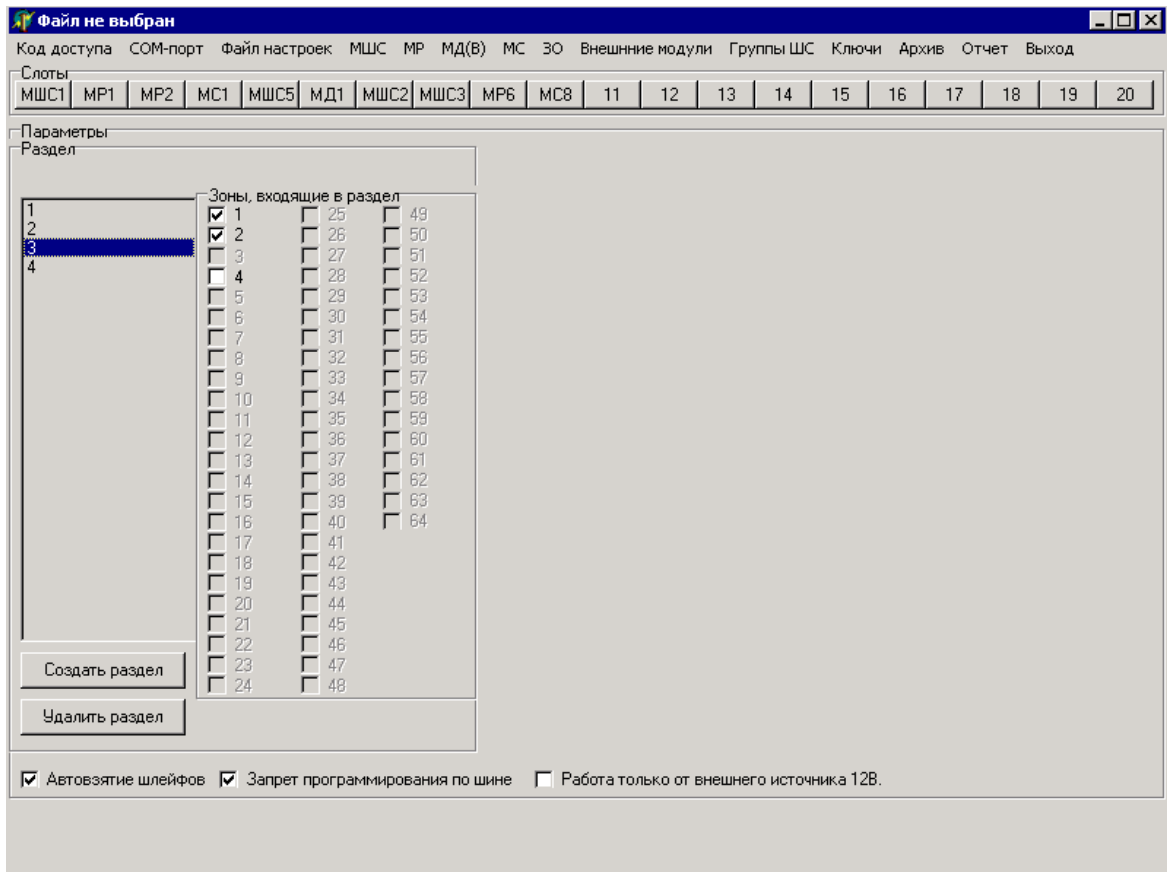 Файл не выбран
Код доступа СОМ-порт Файл настроек МШС МР МД(В) МС ЗО Внешнние модули Группы ШС Ключи Архив Отчет Выход
Слоты
МШС1 МР1 МР2 МС1 МШС5 МД1 МШС2 МШС3 МР6 МС8 11 12 13 14 15 16 17 18 19 20
Параметры
Раздел
Зоны, входящие в раздел
1
2
3
4
1 25 49
2 26 50
3 27 51
4 28 52
5 29 53
6 30 54
7 31 55
8 32 56
9 33 57
10 34 58
11 35 59
12 36 60
13 37 61
14 38 62
15 39 63
16 40 64
17 41
18 42
19 43
20 44
21 45
22 46
23 47
24 48
Создать раздел
Удалить раздел
Автовзятие шлейфов Запрет программирования по шине Работа только от внешнего источника 12В.